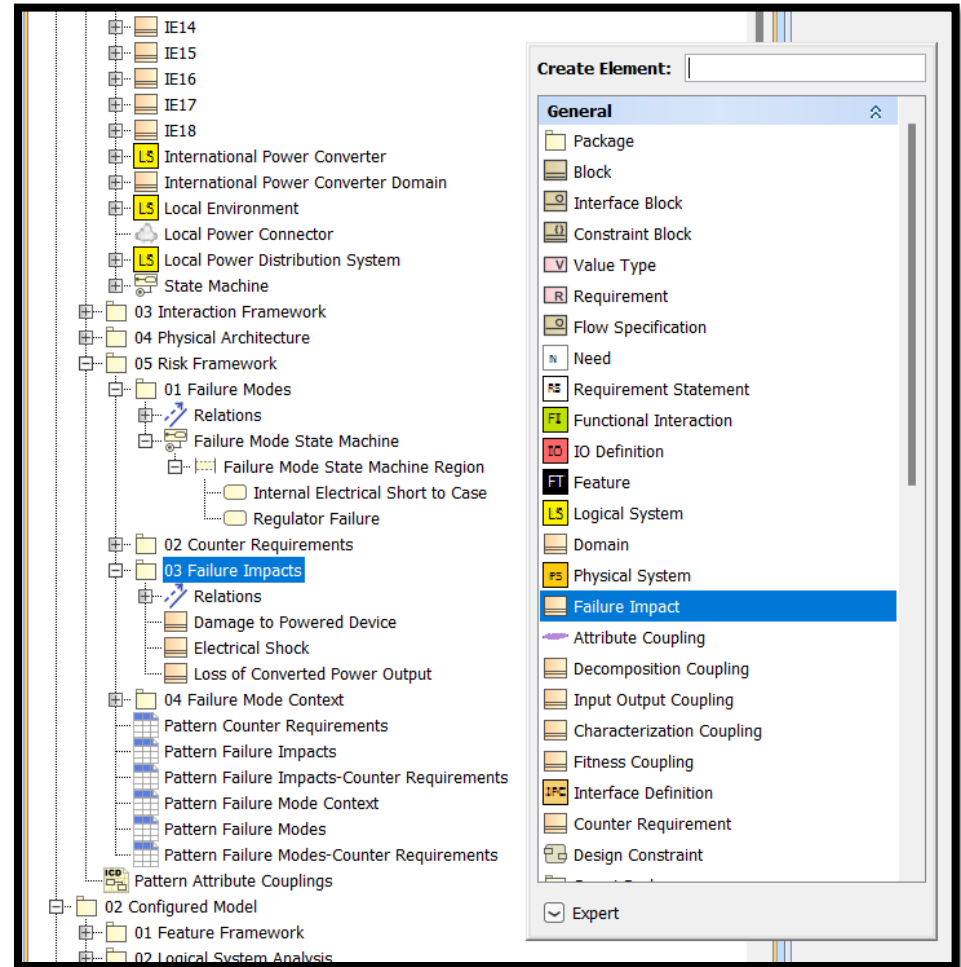 IE14
IE15
IE16
IE17
IE18
LS International Power Converter
International Power Converter Domain
LS Local Environment
Local Power Connector
LS Local Power Distribution System
State Machine
03 Interaction Framework
04 Physical Architecture
05 Risk Framework
01 Failure Modes
Relations
Failure Mode State Machine
Failure Mode State Machine Region
Internal Electrical Short to Case
Regulator Failure
02 Counter Requirements
03 Failure Impacts
Relations
Damage to Powered Device
Electrical Shock
Loss of Converted Power Output
04 Failure Mode Context
Pattern Counter Requirements
Pattern Failure Impacts
Pattern Failure Impacts-Counter Requirements
Pattern Failure Mode Context
Pattern Failure Modes
Pattern Failure Modes-Counter Requirements
ICD Pattern Attribute Couplings
02 Configured Model
01 Feature Framework
02 Logical System Analysis
Create Element:
General
Package
Block
Interface Block
{} Constraint Block
V Value Type
R Requirement
Flow Specification
N Need
RS Requirement Statement
FI Functional Interaction
IO IO Definition
FT Feature
LS Logical System
Domain
PS Physical System
Failure Impact
Attribute Coupling
Decomposition Coupling
Input Output Coupling
Characterization Coupling
Fitness Coupling
IFC Interface Definition
Counter Requirement
Design Constraint
Expert